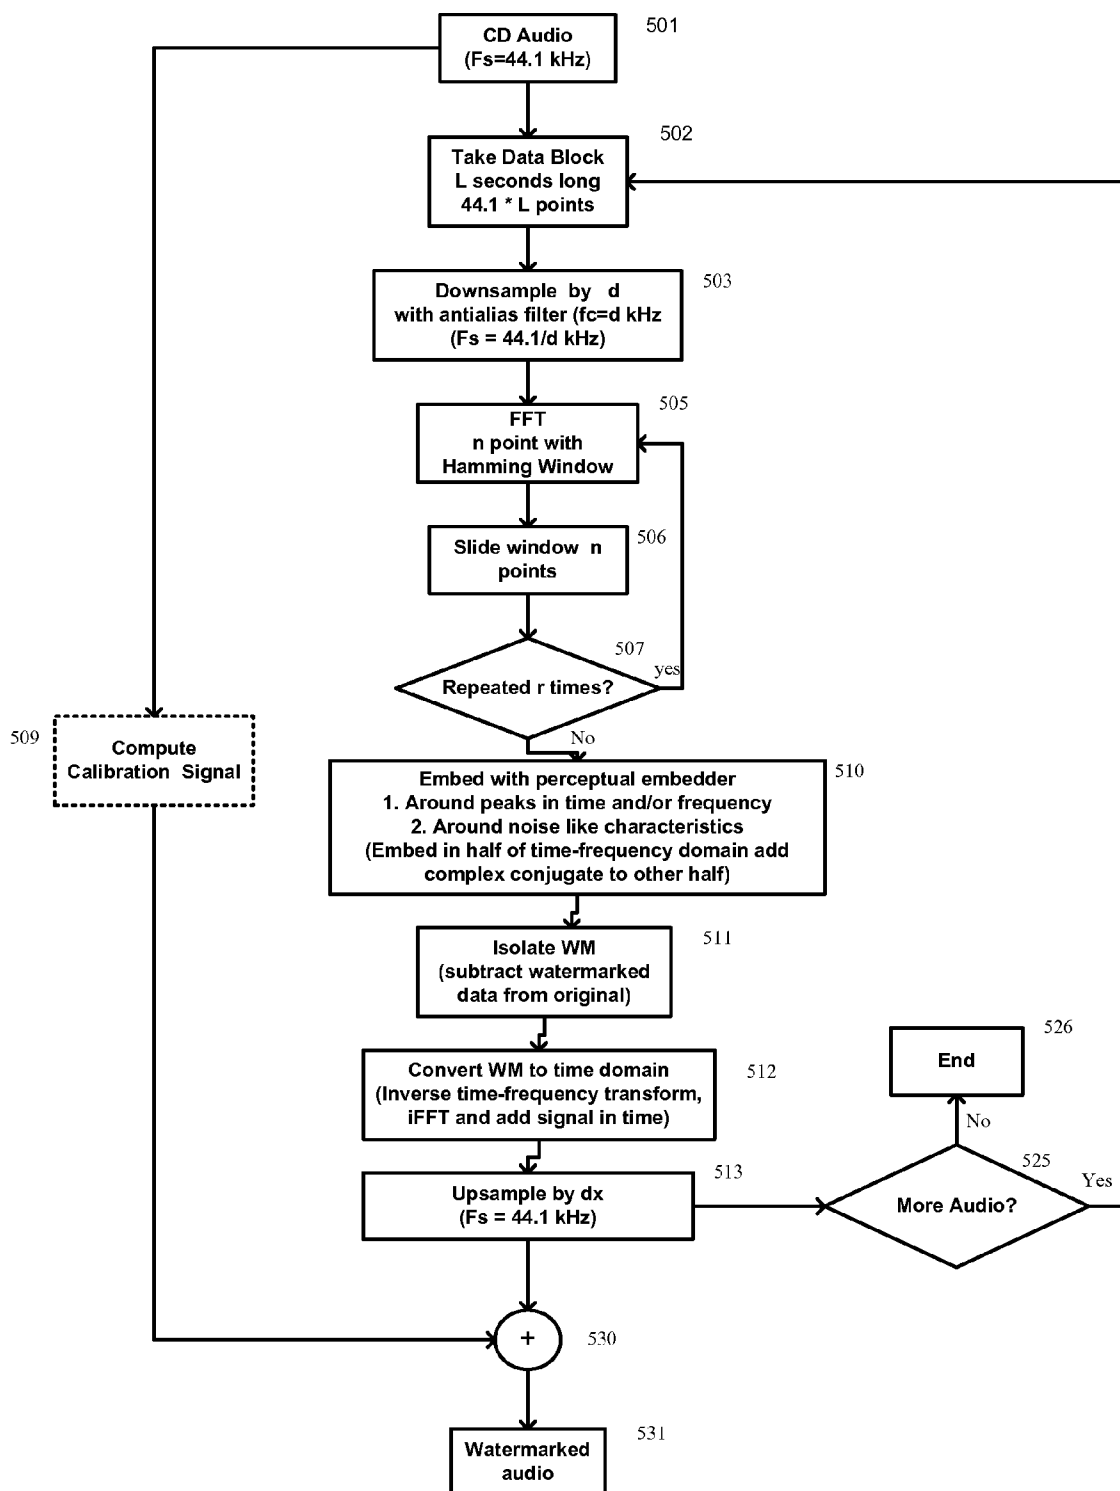 501
CD Audio
(Fs=44.1 kHz)
502
Take Data Block
L seconds long
44.1 * L points
503
Downsample by d
with antialias filter (fc=d kHz
(Fs = 44.1/d kHz)
505
FFT
n point with
Hamming Window
506
Slide window n
points
507
Repeated r times?
yes
No
509
Compute
Calibration Signal
510
Embed with perceptual embedder
1. Around peaks in time and/or frequency
2. Around noise like characteristics
(Embed in half of time-frequency domain add
complex conjugate to other half)
511
Isolate WM
(subtract watermarked
data from original)
512
Convert WM to time domain
(Inverse time-frequency transform,
iFFT and add signal in time)
513
Upsample by dx
(Fs = 44.1 kHz)
526
End
No
525
More Audio?
Yes
+
530
531
Watermarked
audio